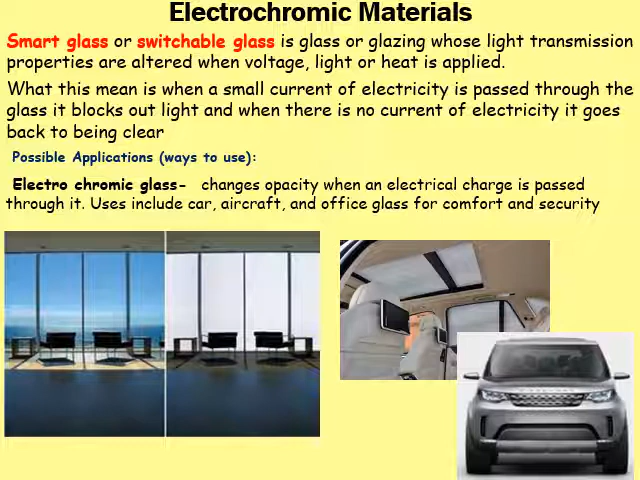 Electrochromic Materials
Smart glass or switchable glass is glass or glazing whose light transmission
properties are altered when voltage, light or heat is applied.
What this mean is when a small current of electricity is passed through the
glass it blocks out light and when there is no current of electricity it goes
back to being clear
Possible Applications (ways to use):
Electro chromic glass- changes opacity when an electrical charge is passed
through it. Uses include car, aircraft, and office glass for comfort and security